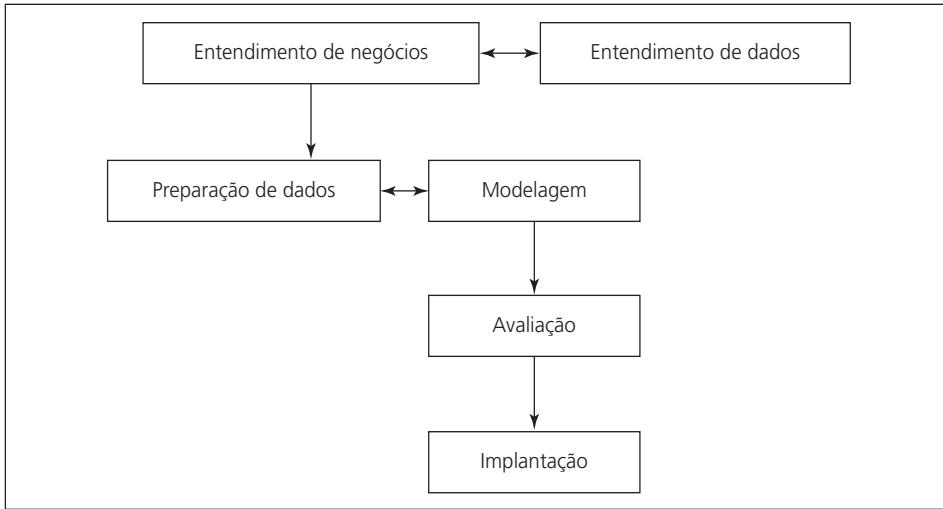 Entendimento de negócios
Entendimento de dados
Preparação de dados
Modelagem
Avaliação
Implantação